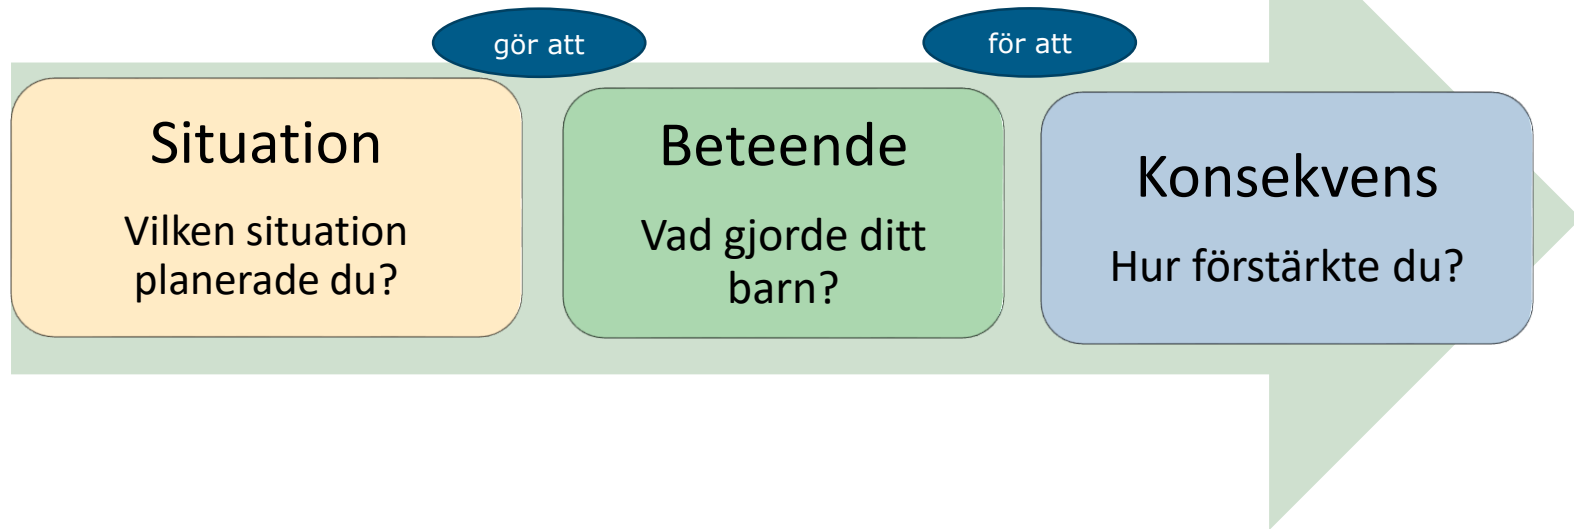 gör att
för att
Situation
Vilken situation
planerade du?
Beteende
Vad gjorde ditt
barn?
Konsekvens
Hur förstärkte du?